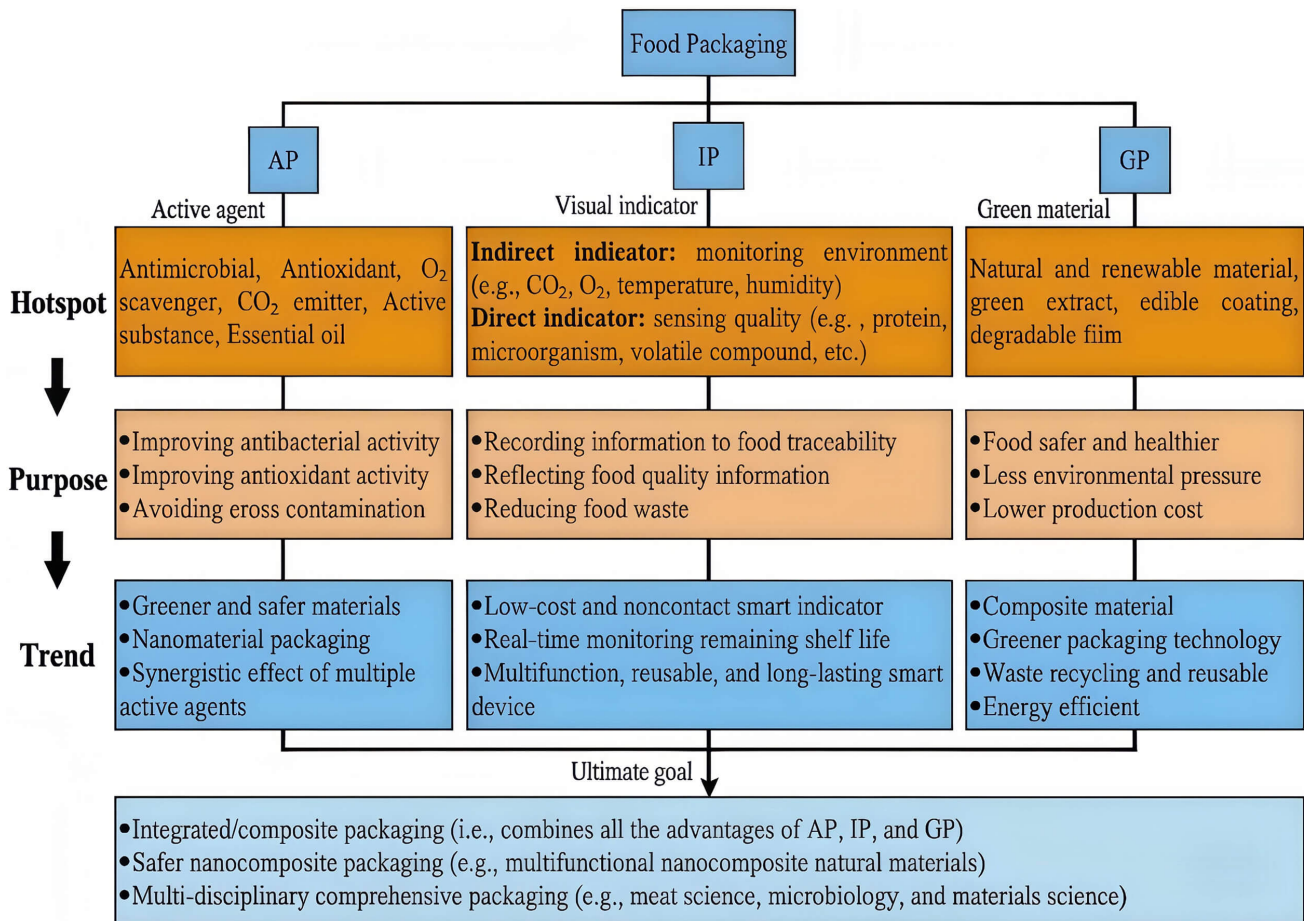 Food Packaging
AP
IP
GP
Active agent
Visual indicator
Green material
Hotspot
Antimicrobial, Antioxidant, O₂
scavenger, CO₂ emitter, Active
substance, Essential oil
Indirect indicator: monitoring environment
(e.g., CO₂, O₂, temperature, humidity)
Direct indicator: sensing quality (e.g. , protein,
microorganism, volatile compound, etc.)
Natural and renewable material,
green extract, edible coating,
degradable fiim
Purpose
•Improving antibacterial activity
•Improving antioxidant activity
•Avoiding eross contamination
•Recording information to food traceability
•Reflecting food quality information
•Reducing food waste
•Food safer and healthier
•Less environmental pressure
•Lower production cost
Trend
•Greener and safer materials
•Nanomaterial packaging
•Synergistic effect of multiple
active agents
•Low-cost and noncontact smart indicator
•Real-time monitoring remaining shelf life
•Multifunction, reusable, and long-lasting smart
device
•Composite material
•Greener packaging technology
•Waste recycling and reusable
•Energy efficient
Ultimate goal
•Integrated/composite packaging (i.e., combines all the advantages of AP, IP, and GP)
•Safer nanocomposite packaging (e.g., multifunctional nanocomposite natural materials)
•Multi-disciplinary comprehensive packaging (e.g., meat science, microbiology, and materials science)